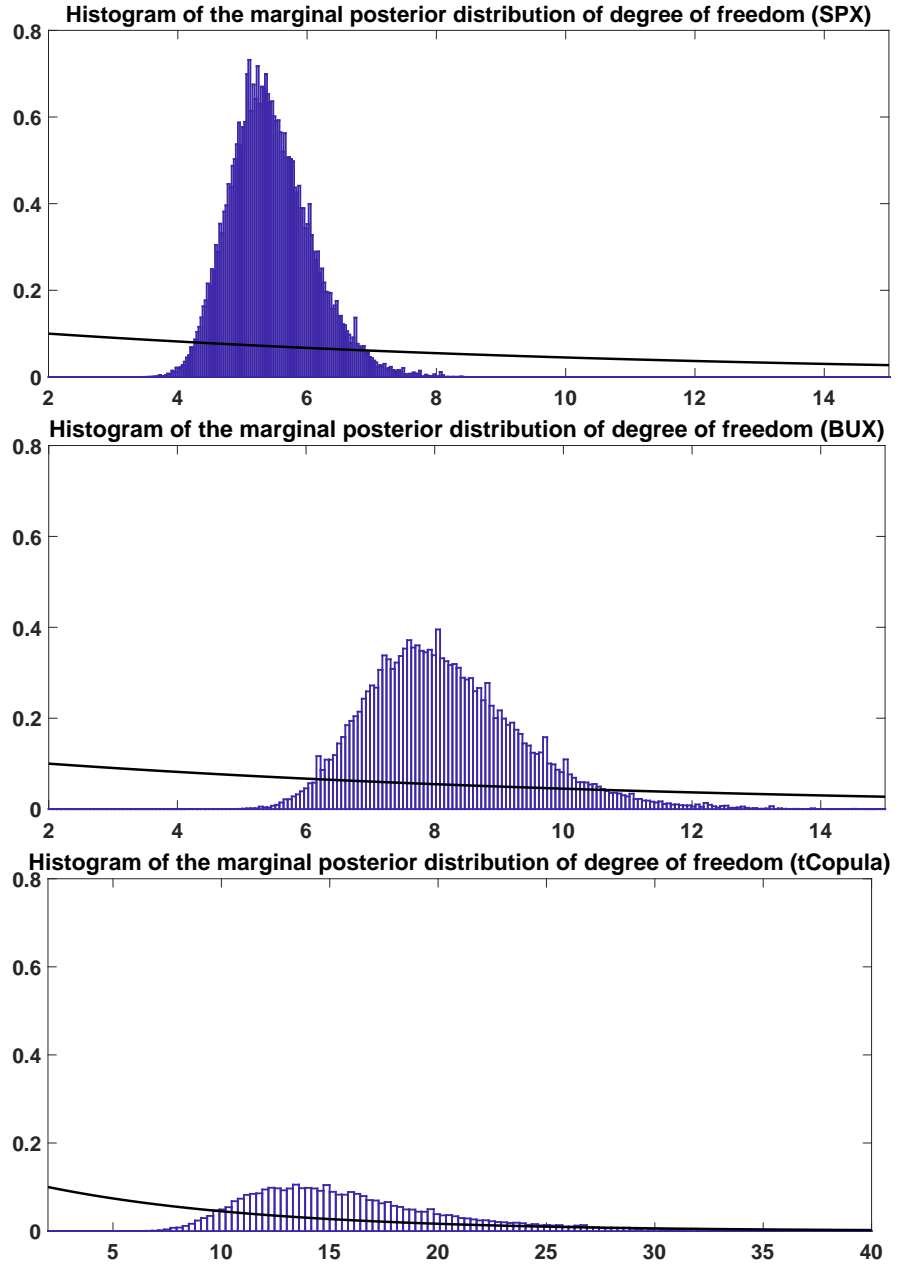 Histogram of the marginal posterior distribution of degree of freedom (SPX)
0.8
0.6
0.4
0.2
0
2 4 6 8 10 12 14
Histogram of the marginal posterior distribution of degree of freedom (BUX)
0.8
0.6
0.4
0.2
0
2 4 6 8 10 12 14
Histogram of the marginal posterior distribution of degree of freedom (tCopula)
0.8
0.6
0.4
0.2
0
5 10 15 20 25 30 35 40